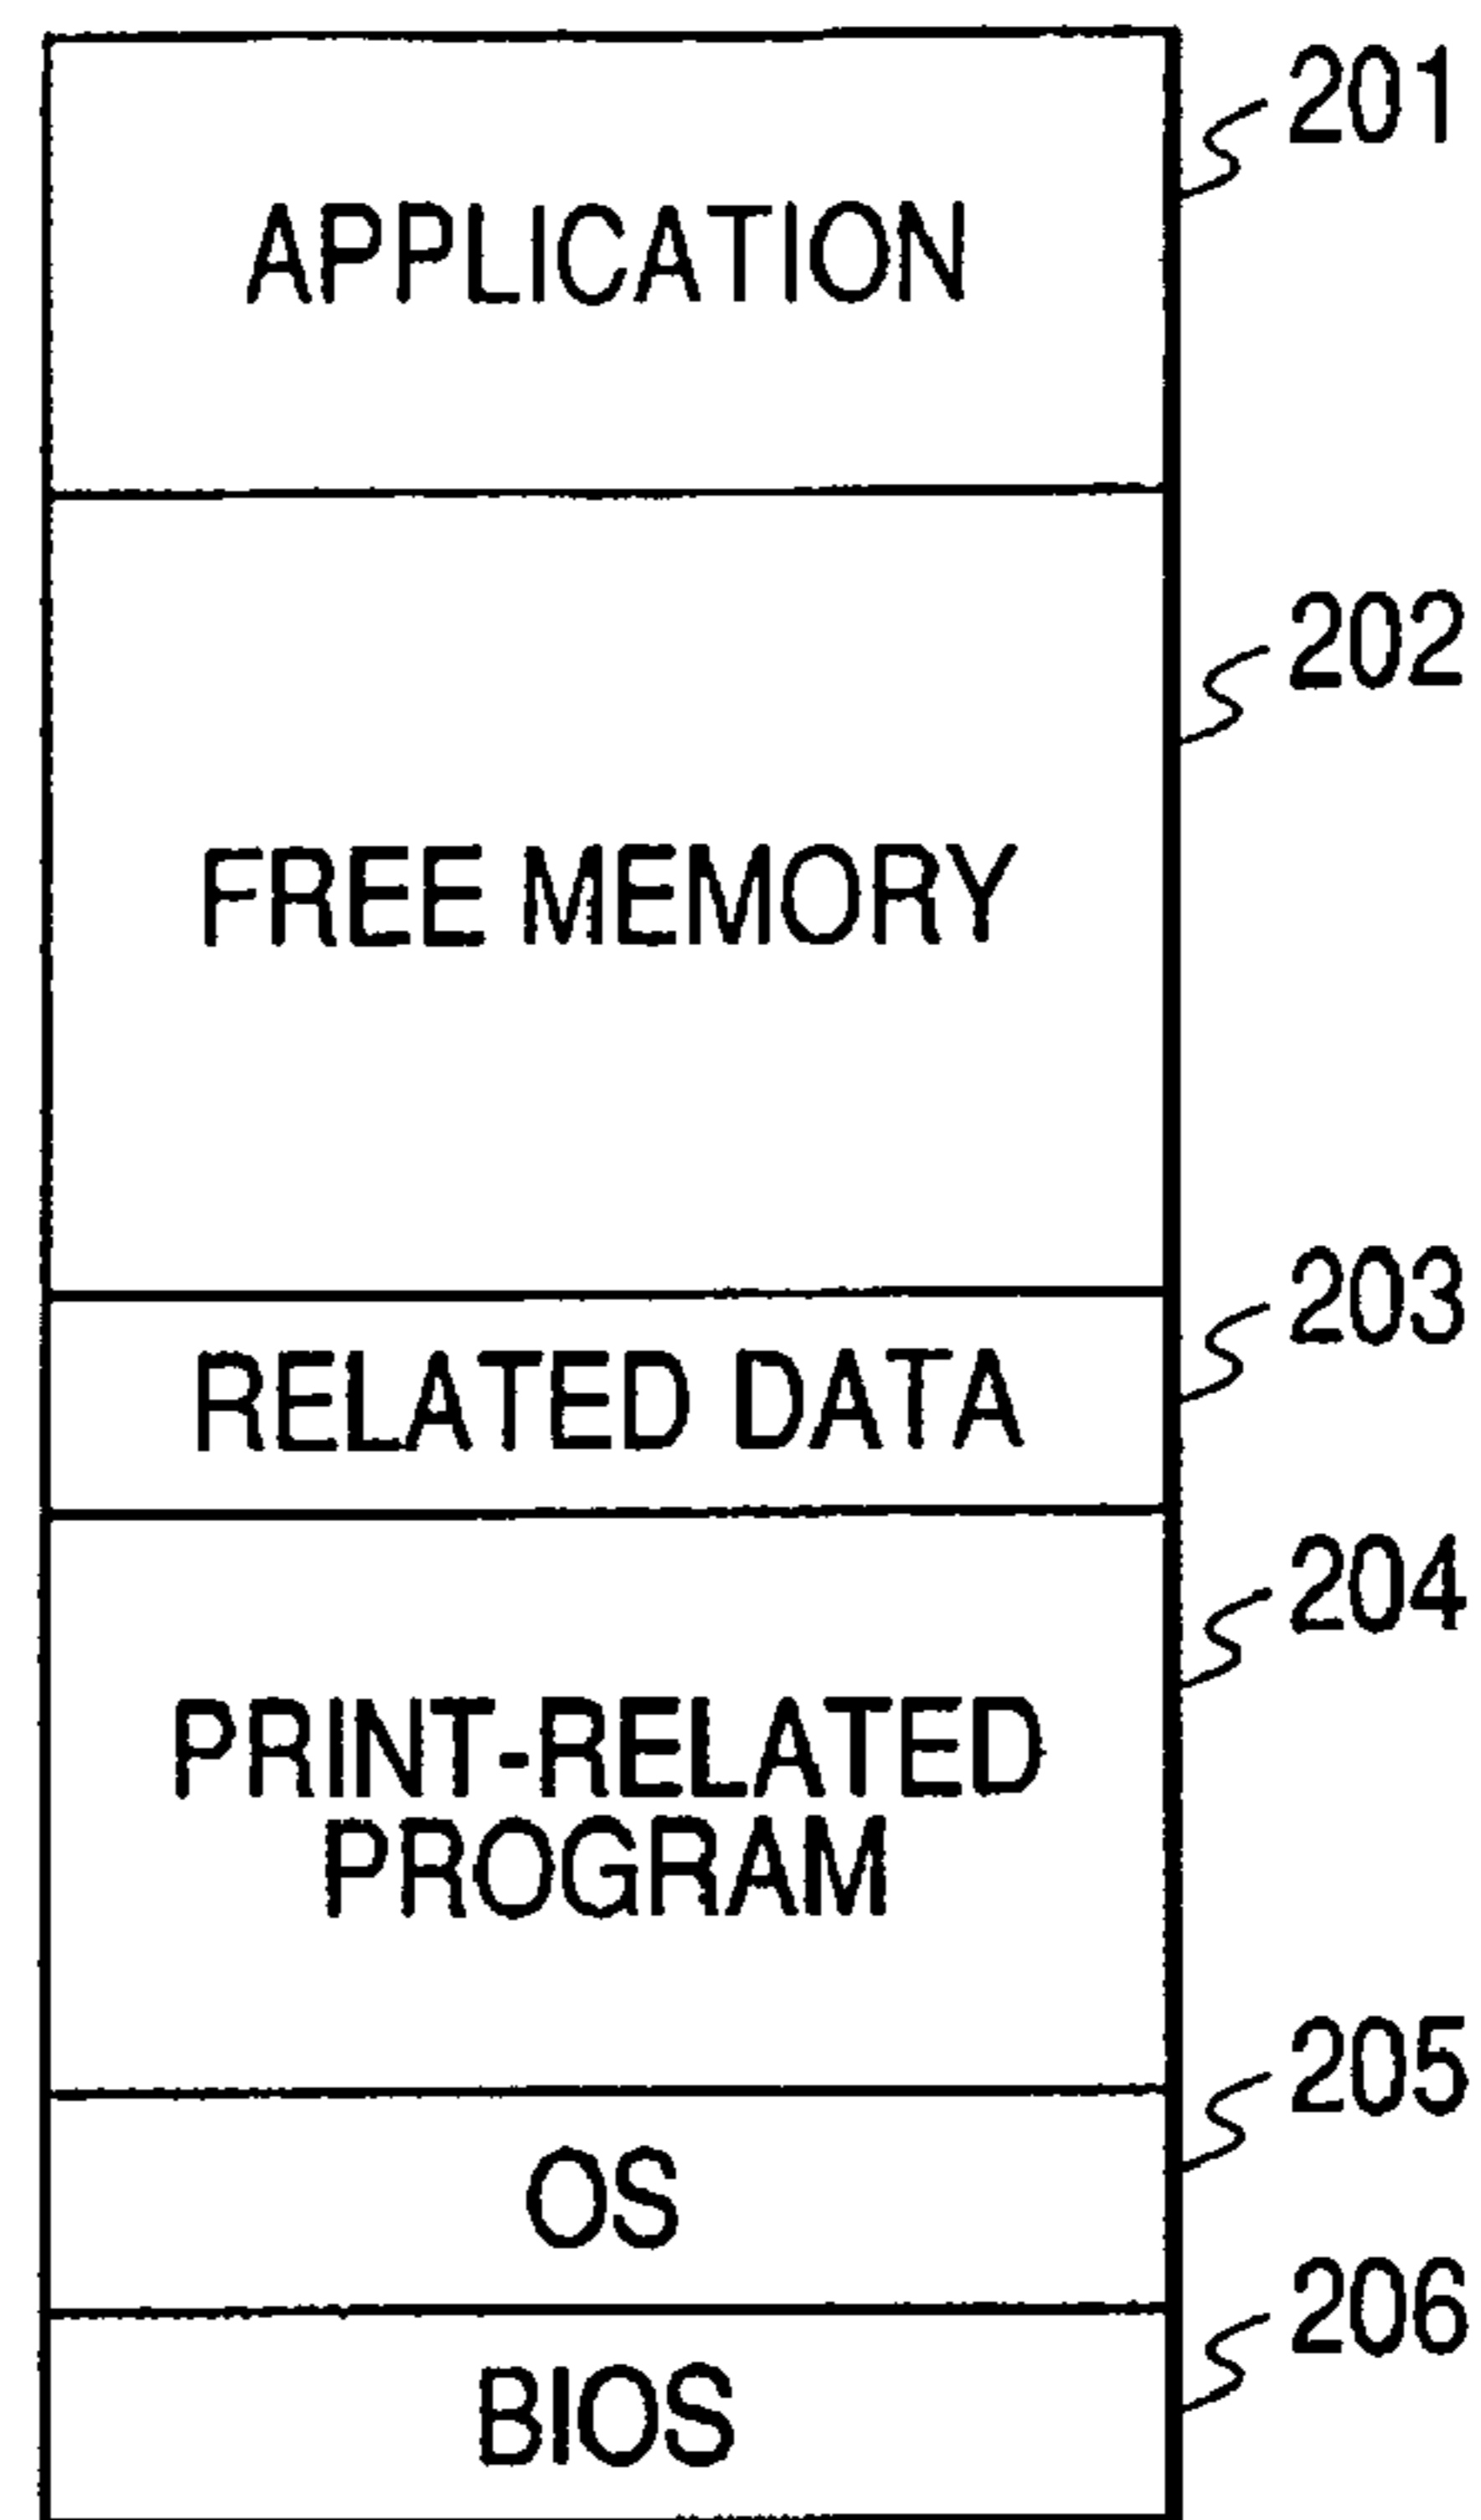 201
APPLICATION
202
FREE MEMORY
203
RELATED DATA
204
PRINT-RELATED
PROGRAM
205
OS
206
BIOS